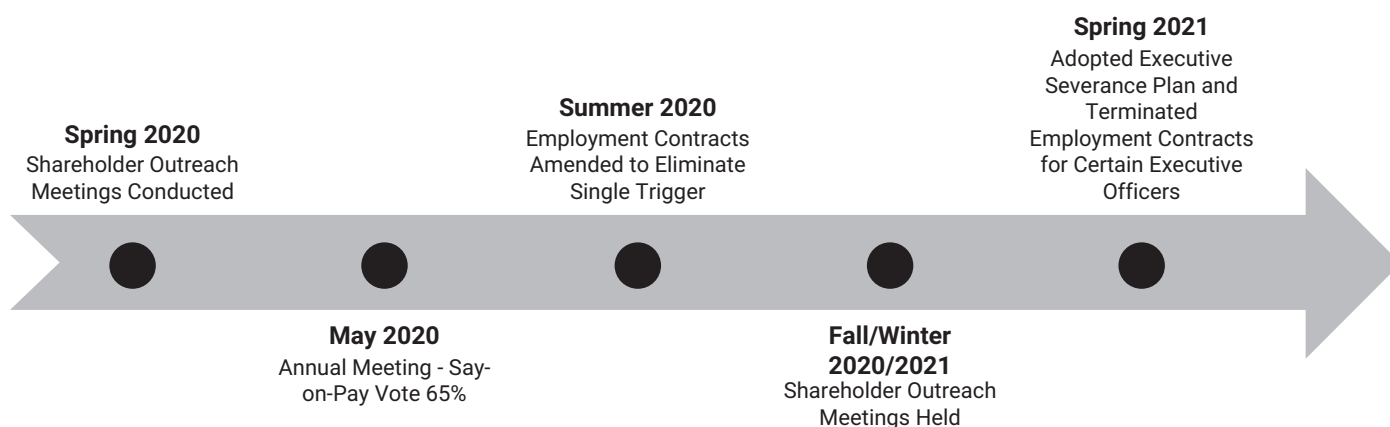 Spring 2020
Shareholder Outreach
Meetings Conducted
May 2020
Annual Meeting - Say-
on-Pay Vote 65%
Summer 2020
Employment Contracts
Amended to Eliminate
Single Trigger
Fall/Winter
2020/2021
Shareholder Outreach
Meetings Held
Spring 2021
Adopted Executive
Severance Plan and
Terminated
Employment Contracts
for Certain Executive
Officers